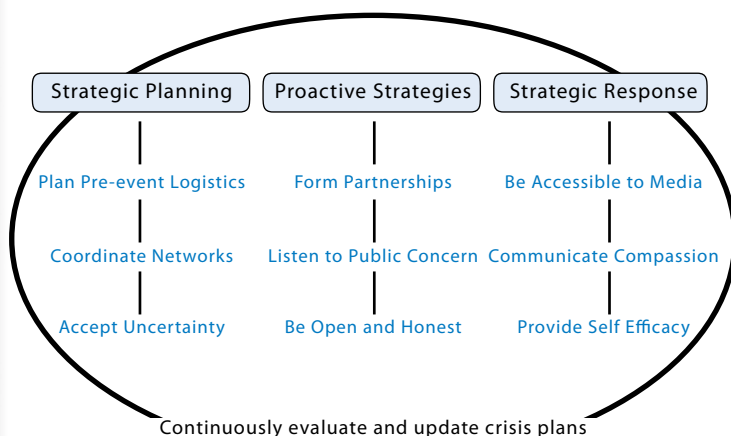 Strategic Planning
Proactive Strategies
Strategic Response
Plan Pre-event Logistics
Form Partnerships
Be Accessible to Media
Coordinate Networks
Listen to Public Concern
Communicate Compassion
Accept Uncertainty
Be Open and Honest
Provide Self Efficacy
Continuously evaluate and update crisis plans